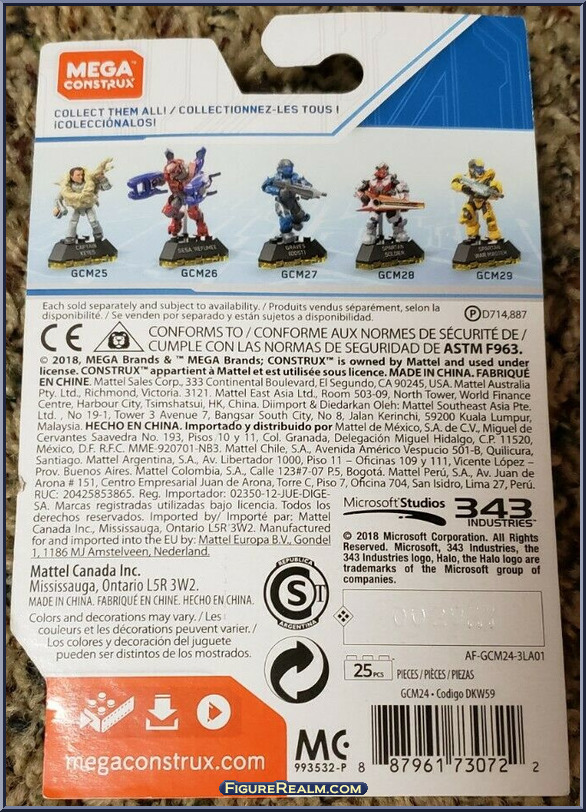 MEGA
CONSTRUX™
COLLECT THEM ALL! / COLLECTIONNEZ-LES TOUS !
¡COLECCIÓNALOS!
CAPTAIN
KEYES
SESA 'REFUMEE
GRAVES
(ODST)
SPARTAN
SOLDIER
SPARTAN
WAR MASTER
GCM25 GCM26 GCM27 GCM28 GCM29
Each sold separately and subject to availability. / Produits vendus séparément, selon la
disponibilité. / Se venden por separado y están sujetos a disponibilidad.
Ⓟ D714,887
CE CONFORMS TO / CONFORME AUX NORMES DE SÉCURITÉ DE /
CUMPLE CON LAS NORMAS DE SEGURIDAD DE ASTM F963.
© 2018, MEGA Brands & ™ MEGA Brands; CONSTRUX™ is owned by Mattel and used under
license. CONSTRUX™ appartient à Mattel et est utilisée sous licence. MADE IN CHINA. FABRIQUÉ
EN CHINE. Mattel Sales Corp., 333 Continental Boulevard, El Segundo, CA 90245, USA. Mattel Australia
Pty. Ltd., Richmond, Victoria. 3121. Mattel East Asia Ltd., Room 503-09, North Tower, World Finance
Centre, Harbour City, Tsimshatsui, HK, China. Diimport & Diedarkan Oleh: Mattel Southeast Asia Pte.
Ltd. , No 19-1, Tower 3 Avenue 7, Bangsar South City, No 8, Jalan Kerinchi, 59200 Kuala Lumpur,
Malaysia. HECHO EN CHINA. Importado y distribuido por Mattel de México, S.A. de C.V., Miguel de
Cervantes Saavedra No. 193, Pisos 10 y 11, Col. Granada, Delegación Miguel Hidalgo, C.P. 11520,
México, D.F. R.F.C. MME-920701-NB3. Mattel Chile, S.A., Avenida Américo Vespucio 501-B, Quilicura,
Santiago. Mattel Argentina, S.A., Av. Libertador 1000, Piso 11 – Oficinas 109 y 111, Vicente López –
Prov. Buenos Aires. Mattel Colombia, S.A., Calle 123#7-07 P.5, Bogotá. Mattel Perú, S.A., Av. Juan de
Arona # 151, Centro Empresarial Juan de Arona, Torre C, Piso 7, Oficina 704, San Isidro, Lima 27, Perú.
RUC: 20425853865. Reg. Importador: 02350-12-JUE-DIGE-
SA. Marcas registradas utilizadas bajo licencia. Todos los
derechos reservados. Imported by/ Importé par: Mattel
Canada Inc., Mississauga, Ontario L5R 3W2. Manufactured
for and imported into the EU by: Mattel Europa B.V., Gondel
1, 1186 MJ Amstelveen, Nederland.
Microsoft Studios
343
INDUSTRIES™
© 2018 Microsoft Corporation. All Rights
Reserved. Microsoft, 343 Industries, the
343 Industries logo, Halo, the Halo logo are
trademarks of the Microsoft group of
companies.
Mattel Canada Inc.
Mississauga, Ontario L5R 3W2.
MADE IN CHINA. FABRIQUÉ EN CHINE. HECHO EN CHINA.
REPUBLICA
S T
ARGENTINA
Colors and decorations may vary. / Les
couleurs et les décorations peuvent varier. /
Los colores y decoración del juguete
pueden ser distintos de los mostrados.
AF-GCM24-3LA01
25 PCS PIECES / PIÈCES / PIEZAS
GCM24 • Codigo DKW59
megaconstrux.com
MC
993532-P
8 87961 73072 2
FIGUREREALM.COM